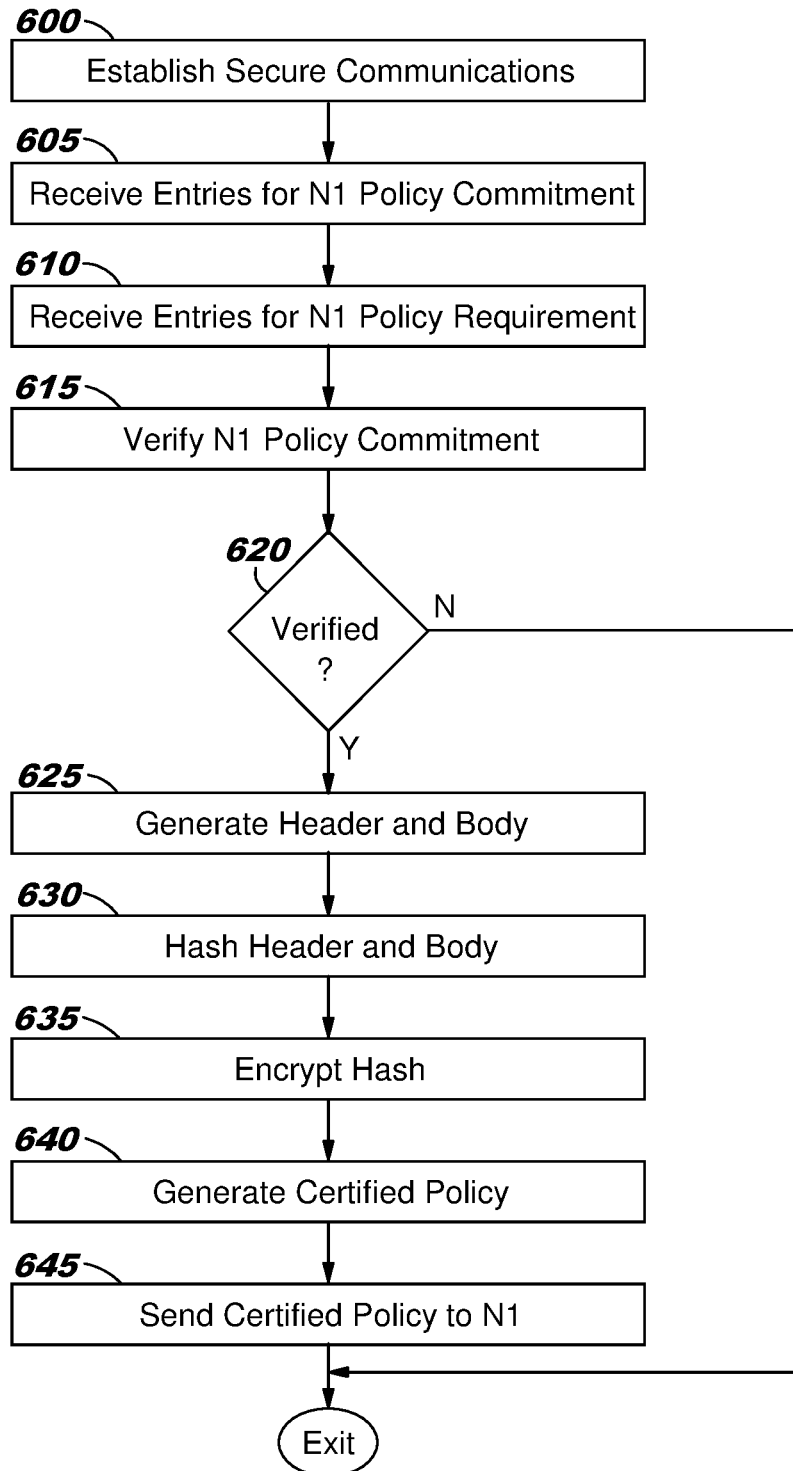 600
Establish Secure Communications
605
Receive Entries for N1 Policy Commitment
610
Receive Entries for N1 Policy Requirement
615
Verify N1 Policy Commitment
620
Verified
?
N
Y
625
Generate Header and Body
630
Hash Header and Body
635
Encrypt Hash
640
Generate Certified Policy
645
Send Certified Policy to N1
Exit